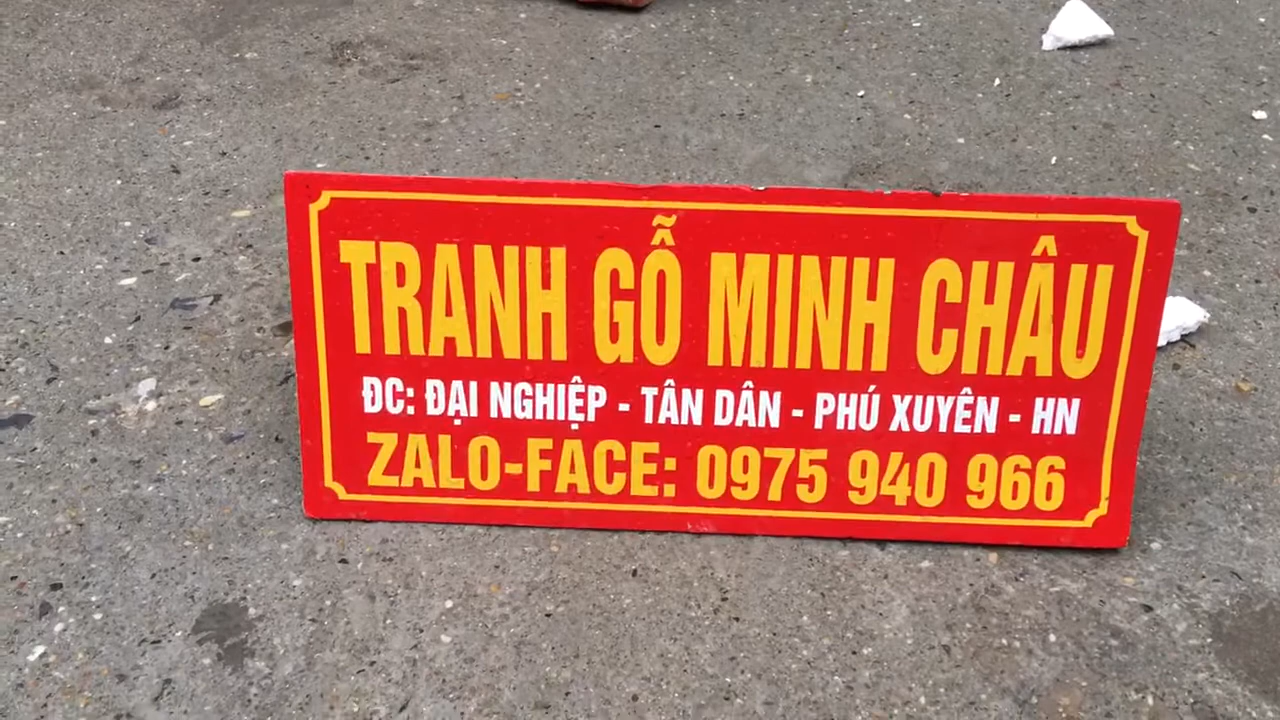 TRANH GỖ MINH CHÂU
ĐC: ĐẠI NGHIỆP - TÂN DÂN - PHÚ XUYÊN - HN
ZALO-FACE: 0975 940 966